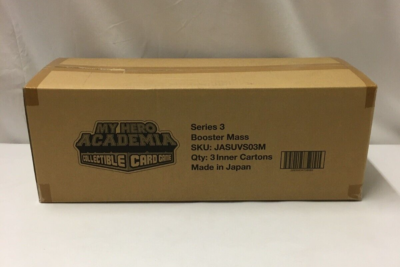 MY HERO
ACADEMIA
COLLECTIBLE CARD GAME
Series 3
Booster Mass
SKU: JASUVS03M
Qty: 3 Inner Cartons
Made in Japan